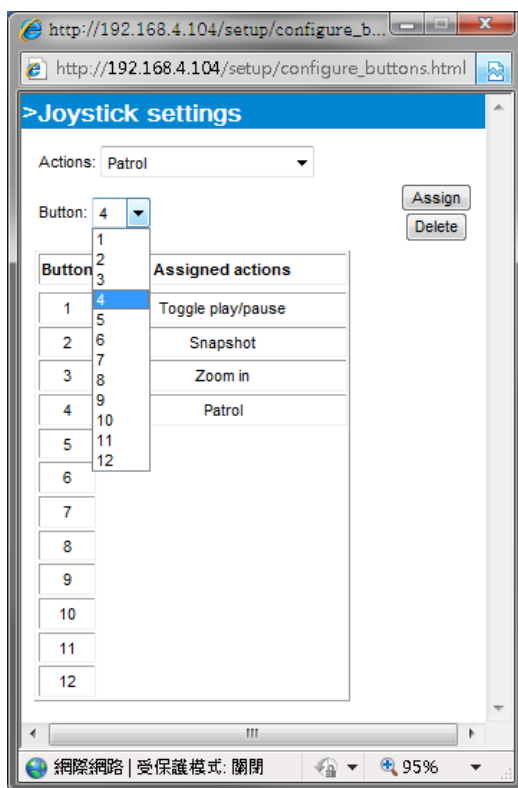 http://192.168.4.104/setup/configure_b...
http://192.168.4.104/setup/configure_buttons.html
>Joystick settings
Actions: Patrol
Button: 4
Assign
Delete
1
2
3
4
5
6
7
8
9
10
11
12
Button Assigned actions
1 Toggle play/pause
2 Snapshot
3 Zoom in
4 Patrol
5
6
7
8
9
10
11
12
網際網路 | 受保護模式: 關閉 95%